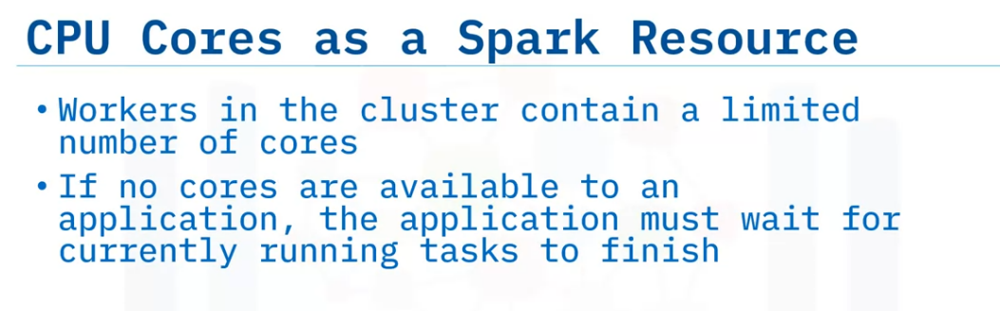 CPU Cores as a Spark Resource
• Workers in the cluster contain a limited
number of cores
• If no cores are available to an
application, the application must wait for
currently running tasks to finish